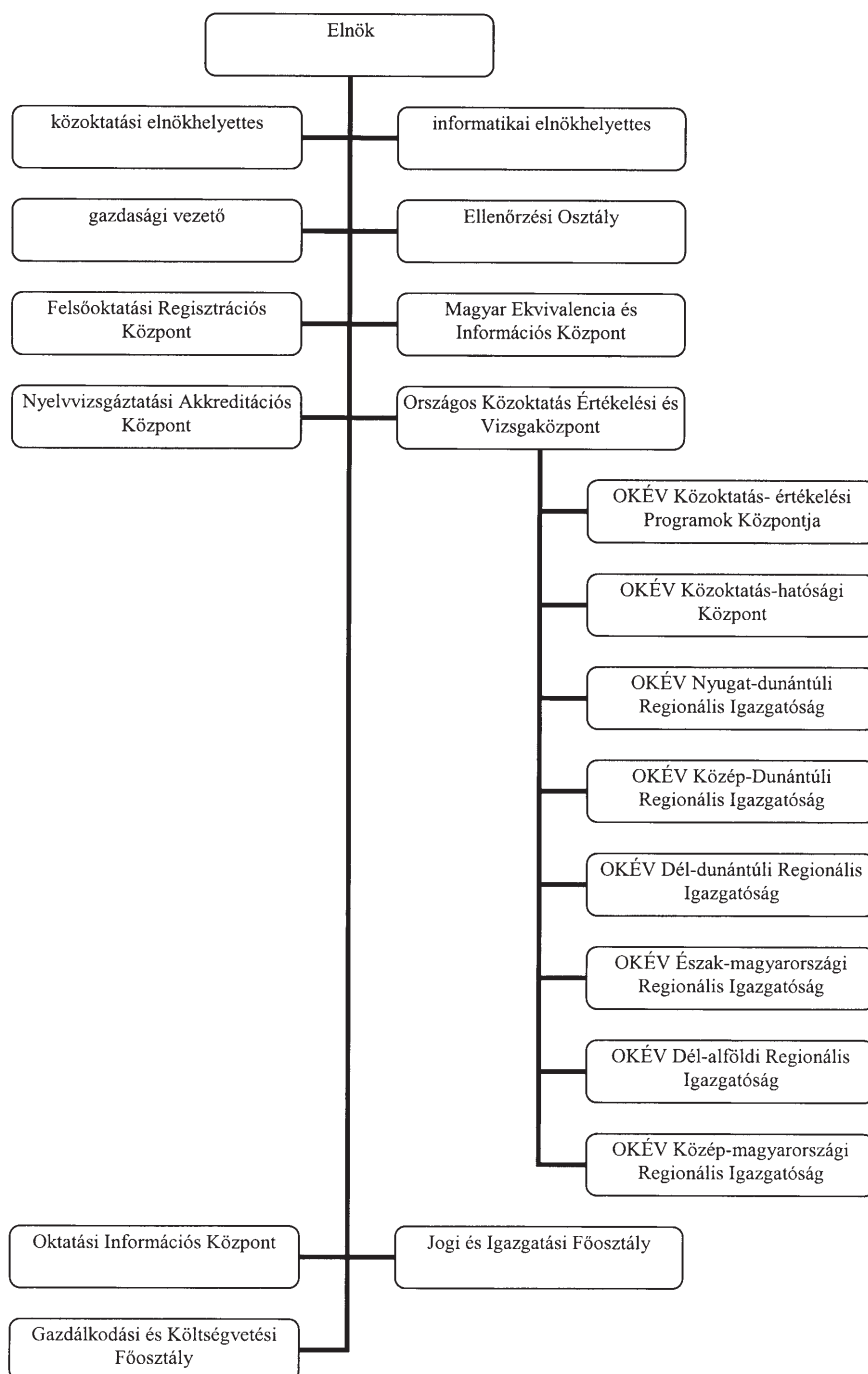 Elnök
közoktatási elnökhelyettes
informatikai elnökhelyettes
gazdasági vezető
Ellenőrzési Osztály
Felsőoktatási Regisztrációs
Központ
Magyar Ekvivalencia és
Információs Központ
Nyelvvizsgáztatási Akkreditációs
Központ
Országos Közoktatás Értékelési és
Vizsgaközpont
OKÉV Közoktatás- értékelési
Programok Központja
OKÉV Közoktatás-hatósági
Központ
OKÉV Nyugat-dunántúli
Regionális Igazgatóság
OKÉV Közép-Dunántúli
Regionális Igazgatóság
OKÉV Dél-dunántúli Regionális
Igazgatóság
OKÉV Észak-magyarországi
Regionális Igazgatóság
OKÉV Dél-alföldi Regionális
Igazgatóság
OKÉV Közép-magyarországi
Regionális Igazgatóság
Oktatási Információs Központ
Jogi és Igazgatási Főosztály
Gazdálkodási és Költségvetési
Főosztály